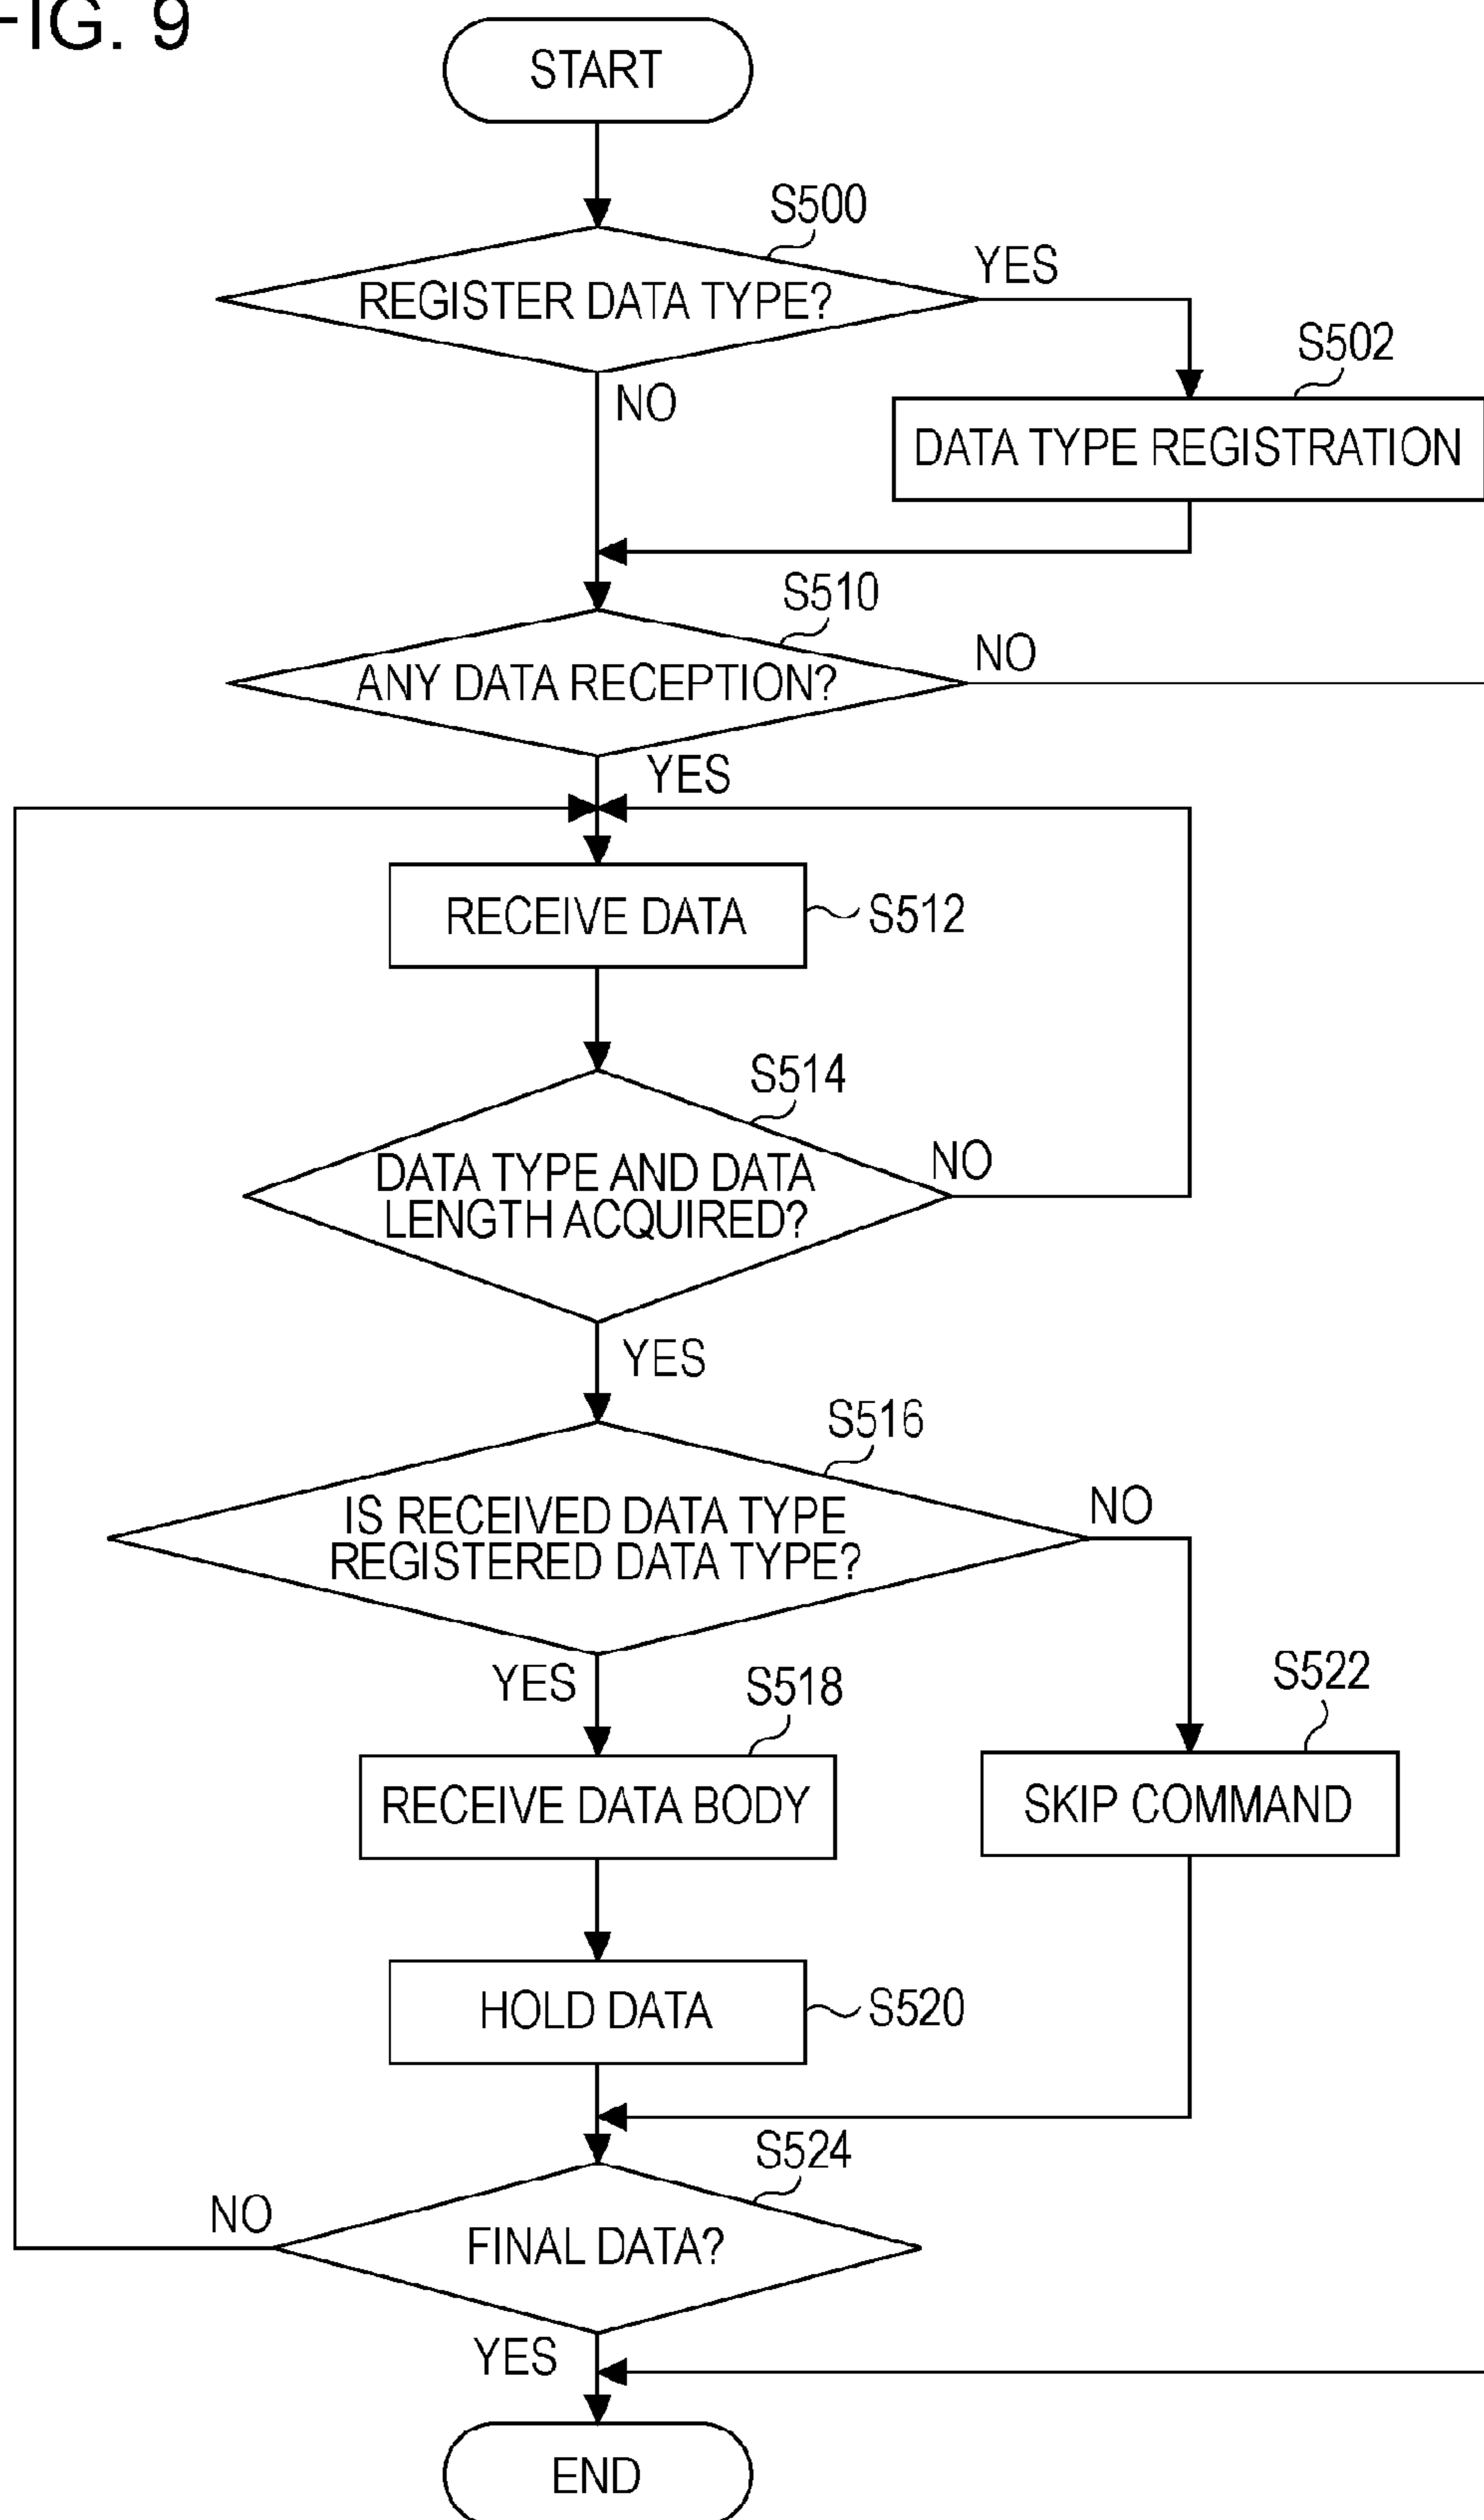 FIG. 9
START
S500
REGISTER DATA TYPE?
YES
NO
S502
DATA TYPE REGISTRATION
S510
ANY DATA RECEPTION?
NO
YES
RECEIVE DATA
S512
S514
DATA TYPE AND DATA
LENGTH ACQUIRED?
NO
YES
S516
IS RECEIVED DATA TYPE
REGISTERED DATA TYPE?
NO
YES
S518
RECEIVE DATA BODY
S522
SKIP COMMAND
HOLD DATA
S520
S524
FINAL DATA?
NO
YES
END